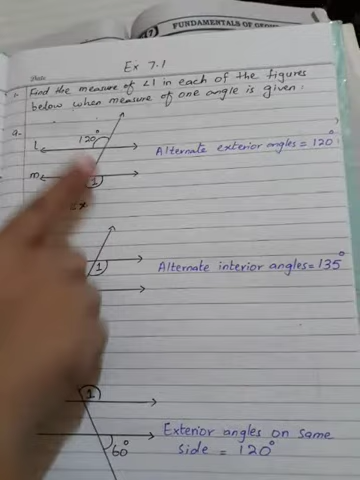 FUNDAMENTALS OF
Ex 7.1
Date
Find the measure of ∠1 in each of the figures
below when measure of one angle is given.
a.
120°
l
Alternate exterior angles = 120°
m
1
1
Alternate interior angles = 135°
1
Exterior angles on same
side = 120°
60°